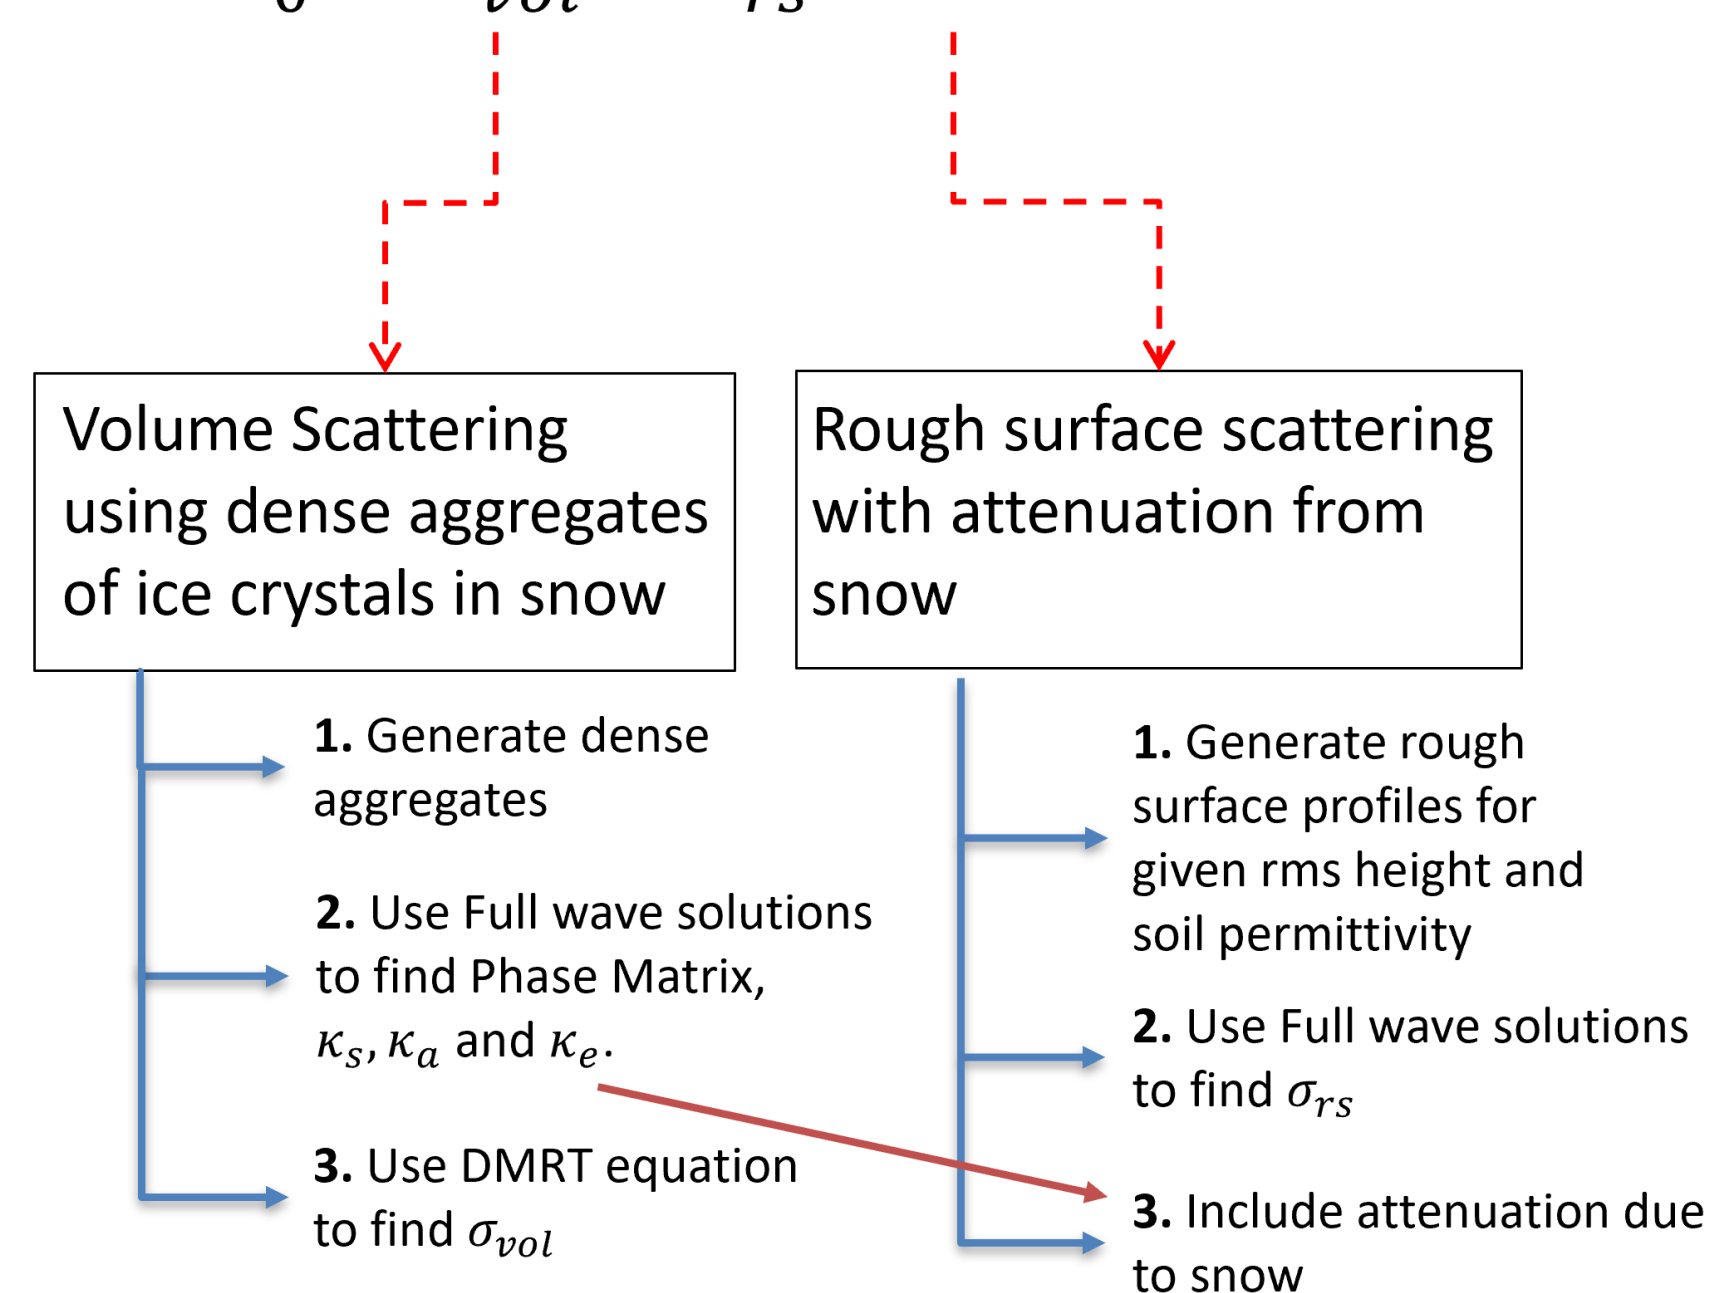 0 vol rs
Volume Scattering
using dense aggregates
of ice crystals in snow
Rough surface scattering
with attenuation from
snow
1. Generate dense
aggregates
2. Use Full wave solutions
to find Phase Matrix,
κs, κa and κe.
3. Use DMRT equation
to find σvol
1. Generate rough
surface profiles for
given rms height and
soil permittivity
2. Use Full wave solutions
to find σrs
3. Include attenuation due
to snow